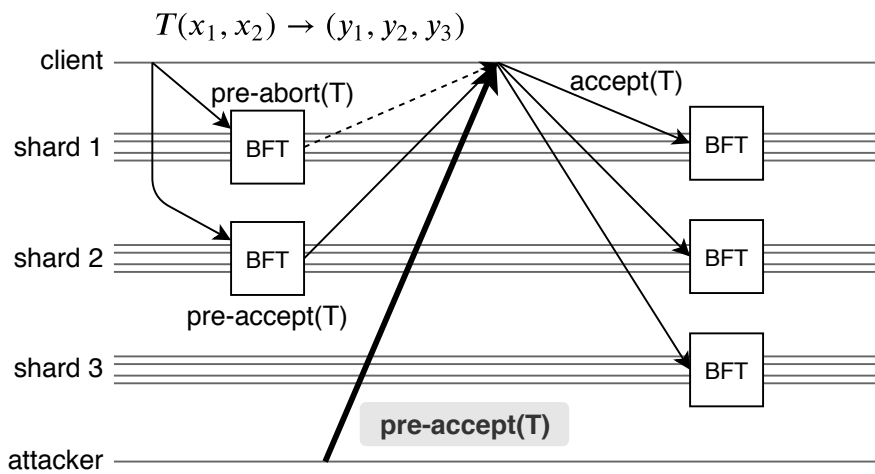 T(x₁, x₂) → (y₁, y₂, y₃)
client
pre-abort(T)
accept(T)
shard 1
BFT
BFT
shard 2
BFT
BFT
pre-accept(T)
shard 3
BFT
pre-accept(T)
attacker